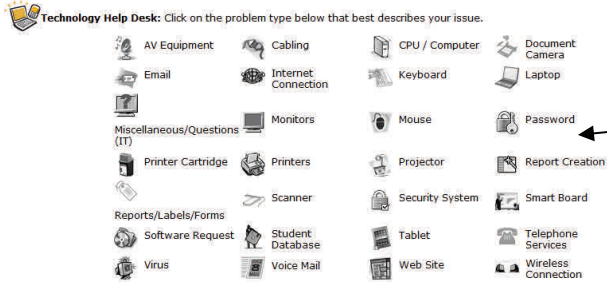 Technology Help Desk: Click on the problem type below that best describes your issue.
AV Equipment
Cabling
CPU / Computer
Document
Camera
Email
Internet
Connection
Keyboard
Laptop
Miscellaneous/Questions
(IT)
Monitors
Mouse
Password
Printer Cartridge
Printers
Projector
Report Creation
Reports/Labels/Forms
Scanner
Security System
Smart Board
Software Request
Student
Database
Tablet
Telephone
Services
Virus
Voice Mail
Web Site
Wireless
Connection